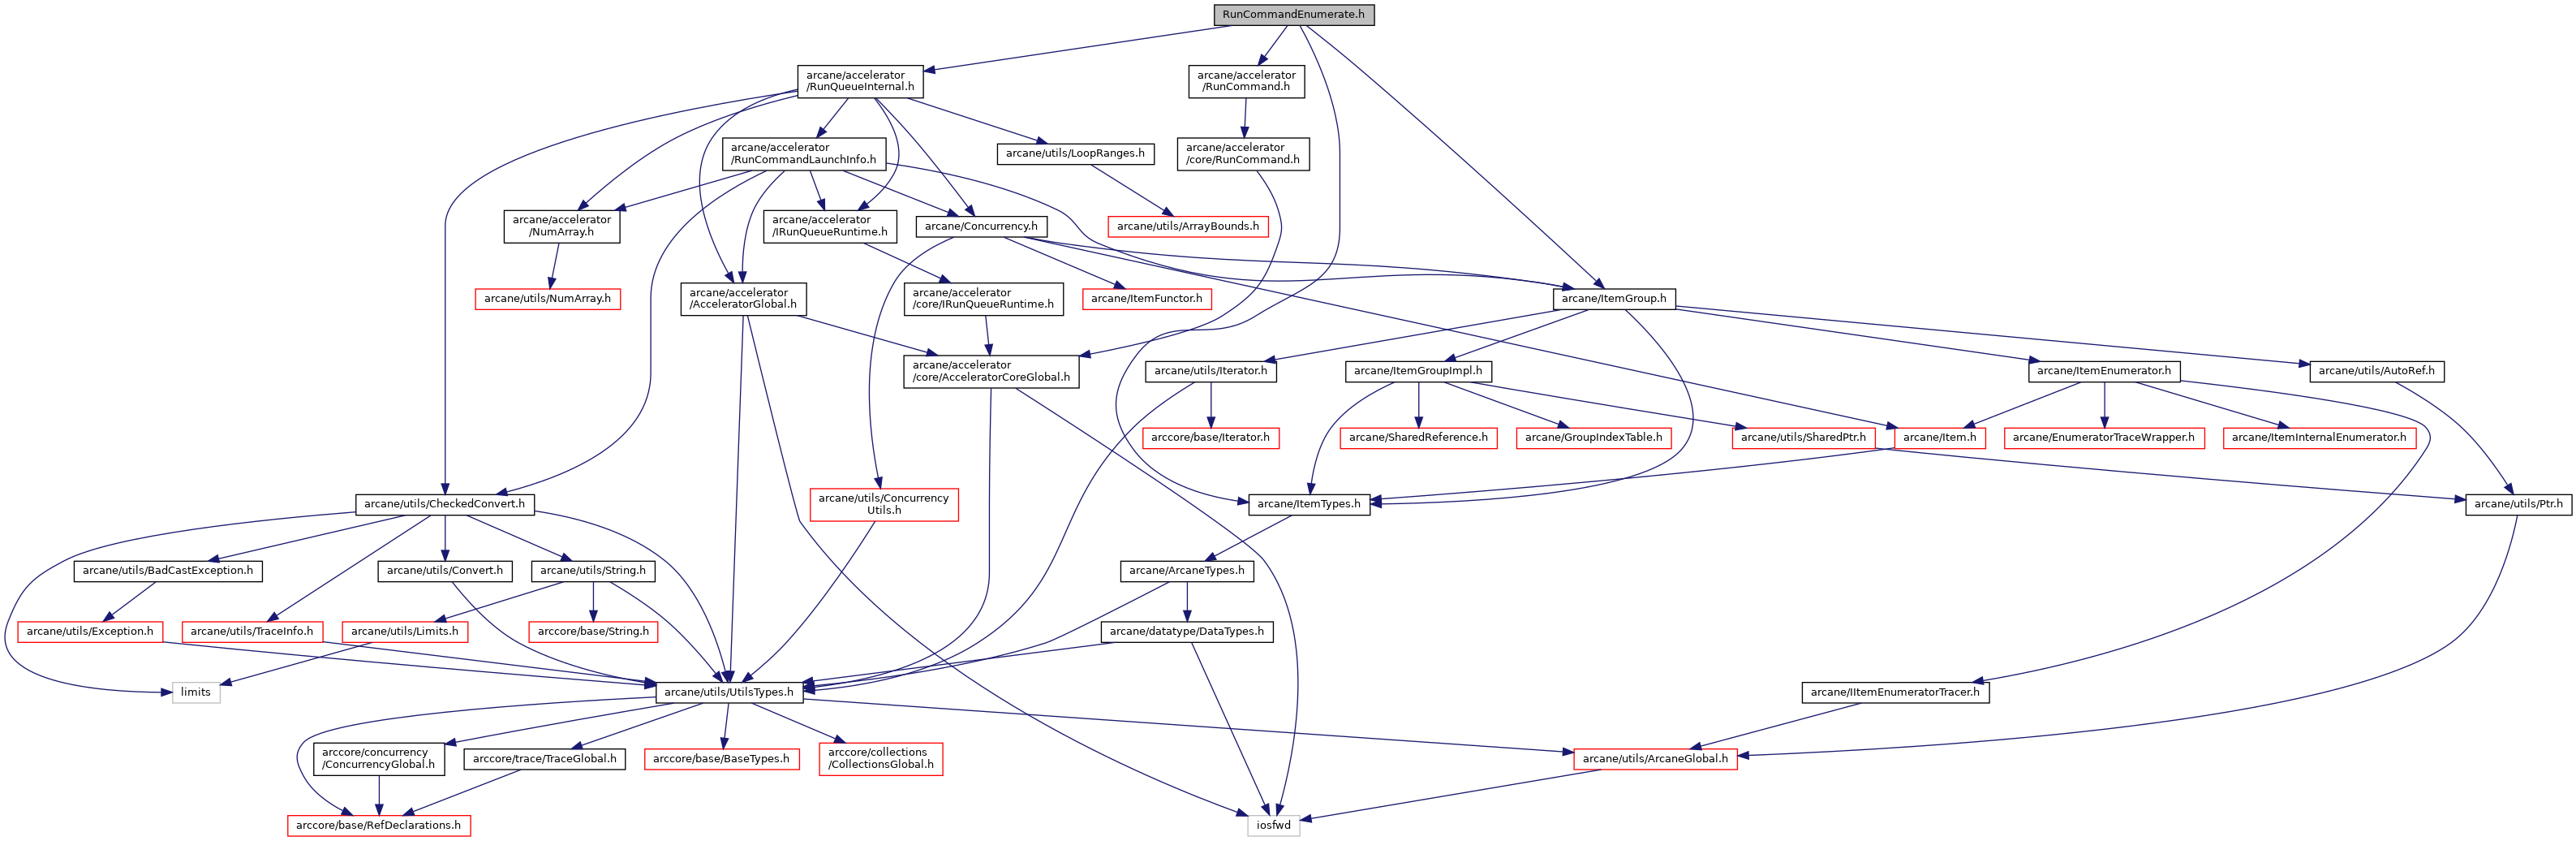 RunCommandEnumerate.h
arcane/accelerator
/RunQueueInternal.h
arcane/accelerator
/RunCommand.h
arcane/accelerator
/RunCommandLaunchInfo.h
arcane/utils/LoopRanges.h
arcane/accelerator
/core/RunCommand.h
arcane/accelerator
/NumArray.h
arcane/accelerator
/IRunQueueRuntime.h
arcane/Concurrency.h
arcane/utils/ArrayBounds.h
arcane/utils/NumArray.h
arcane/accelerator
/AcceleratorGlobal.h
arcane/accelerator
/core/IRunQueueRuntime.h
arcane/ItemFunctor.h
arcane/ItemGroup.h
arcane/accelerator
/core/AcceleratorCoreGlobal.h
arcane/utils/Iterator.h
arcane/ItemGroupImpl.h
arcane/ItemEnumerator.h
arcane/utils/AutoRef.h
arccore/base/Iterator.h
arcane/SharedReference.h
arcane/GroupIndexTable.h
arcane/utils/SharedPtr.h
arcane/Item.h
arcane/EnumeratorTraceWrapper.h
arcane/ItemInternalEnumerator.h
arcane/utils/CheckedConvert.h
arcane/utils/Concurrency
Utils.h
arcane/ItemTypes.h
arcane/utils/Ptr.h
arcane/utils/BadCastException.h
arcane/utils/Convert.h
arcane/utils/String.h
arcane/ArcaneTypes.h
arcane/utils/Exception.h
arcane/utils/TraceInfo.h
arcane/utils/Limits.h
arccore/base/String.h
arcane/datatype/DataTypes.h
limits
arcane/utils/UtilsTypes.h
arcane/IItemEnumeratorTracer.h
arccore/concurrency
/ConcurrencyGlobal.h
arccore/trace/TraceGlobal.h
arccore/base/BaseTypes.h
arccore/collections
/CollectionsGlobal.h
arcane/utils/ArcaneGlobal.h
arccore/base/RefDeclarations.h
iosfwd